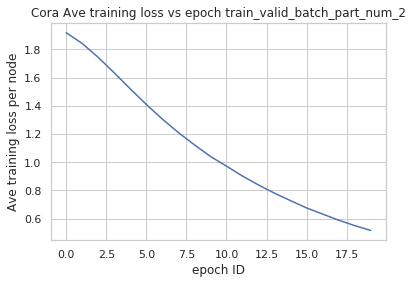 Cora Ave training loss vs epoch train_valid_batch_part_num_2
1.8
1.6
1.4
1.2
1.0
0.8
0.6
Ave training loss per node
0.0 2.5 5.0 7.5 10.0 12.5 15.0 17.5
epoch ID